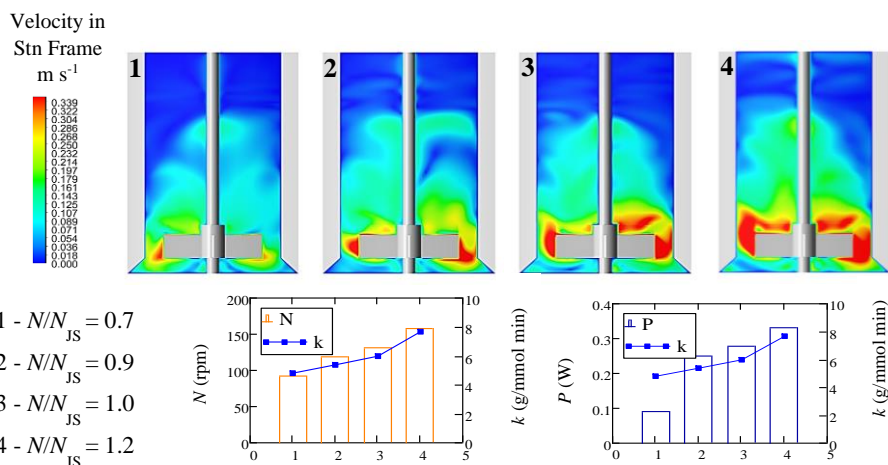 Velocity in
Stn Frame
m s-1
0.339
0.322
0.304
0.286
0.268
0.250
0.232
0.214
0.197
0.179
0.161
0.143
0.125
0.107
0.089
0.071
0.054
0.036
0.018
0.000
1
2
3
4
1 - N/NJS = 0.7
2 - N/NJS = 0.9
3 - N/NJS = 1.0
4 - N/NJS = 1.2
N (rpm)
200
150
100
50
0
N
k
0 1 2 3 4 5
10
8
6
4
2
0
k (g/mmol min)
P (W)
0.4
0.3
0.2
0.1
0
P
k
0 1 2 3 4 5
10
8
6
4
2
0
k (g/mmol min)